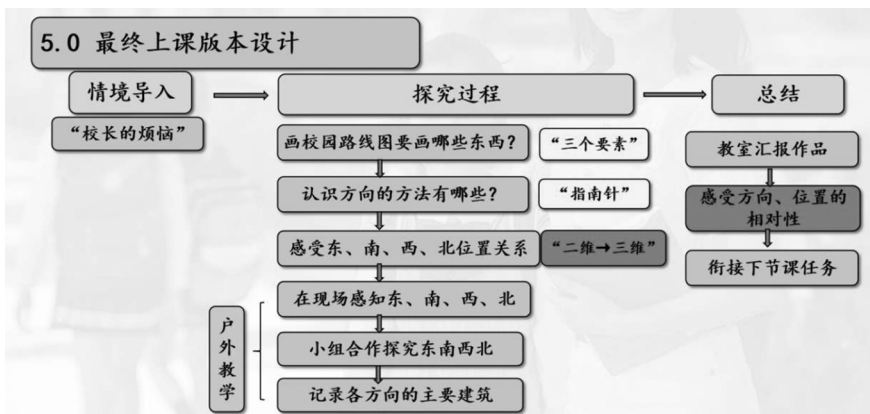 5.0 最终上课版本设计
情境导入
探究过程
总结
“校长的烦恼”
画校园路线图要画哪些东西？
“三个要素”
认识方向的方法有哪些？
“指南针”
感受东、南、西、北位置关系
“二维→三维”
在现场感知东、南、西、北
小组合作探究东南西北
记录各方向的主要建筑
户外教学
教室汇报作品
感受方向、位置的
相对性
衔接下节课任务